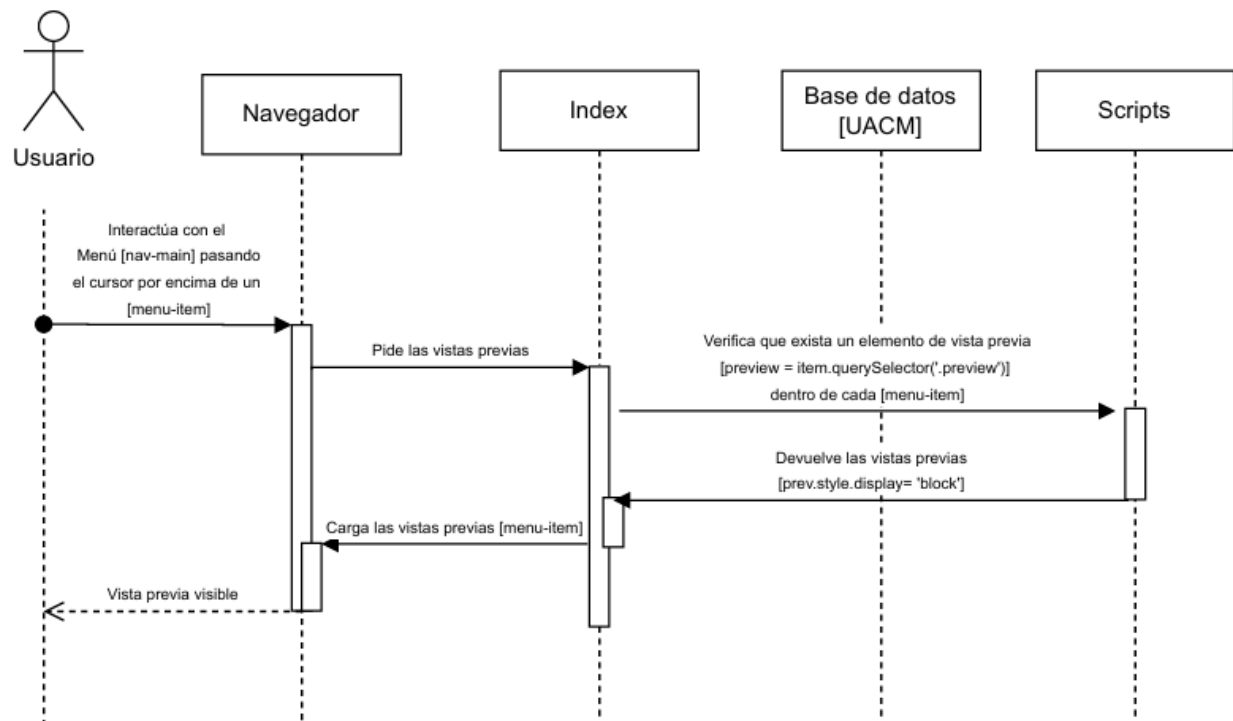 Usuario
Navegador
Index
Base de datos
[UACM]
Scripts
Interactúa con el
Menú [nav-main] pasando
el cursor por encima de un
[menu-item]
Pide las vistas previas
Verifica que exista un elemento de vista previa
[preview = item.querySelector('.preview')]
dentro de cada [menu-item]
Devuelve las vistas previas
[prev.style.display= 'block']
Carga las vistas previas [menu-item]
Vista previa visible